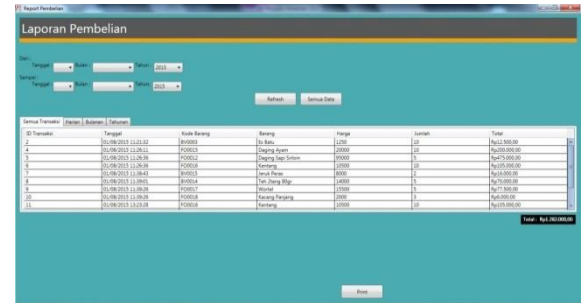 Report Pembelian
Laporan Pembelian
Dari :
Tanggal : Bulan : Tahun : 2015
Sampai :
Tanggal : Bulan : Tahun : 2015
Refresh Semua Data
Semua Transaksi Harian Bulanan Tahunan
ID Transaksi Tanggal Kode Barang Barang Harga Jumlah Total
2 01/08/2015 11:21:32 BV0003 Es Batu 1250 10 Rp12.500,00
4 01/08/2015 11:26:11 FO0015 Daging Ayam 20000 10 Rp200.000,00
5 01/08/2015 11:26:36 FO0012 Daging Sapi 95000 5 Rp475.000,00
6 01/08/2015 11:26:36 FO0016 Kentang 10500 10 Rp105.000,00
7 01/08/2015 11:38:43 BV0015 Jeruk Peras 8000 2 Rp16.000,00
8 01/08/2015 11:39:01 BV0014 Teh 14000 5 Rp70.000,00
9 01/08/2015 11:39:26 FO0017 Wortel 15500 5 Rp77.500,00
10 01/08/2015 11:39:26 FO0018 Kacang Panjang 2000 3 Rp6.000,00
11 01/08/2015 13:23:28 FO0016 Kentang 10500 10 Rp105.000,00
Total : Rp1.282.000,00
Print